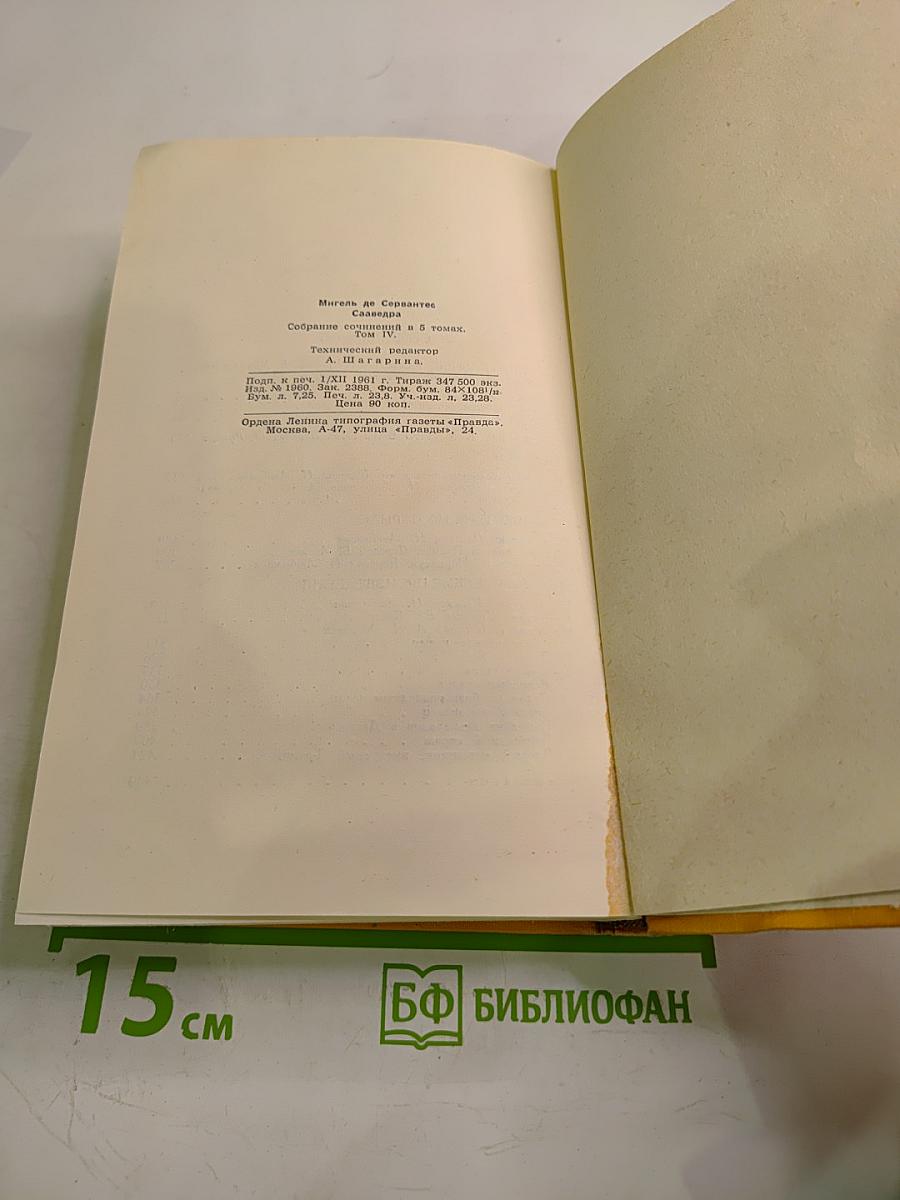 Мигель де Сервантес
Сааведра
Собрание сочинений в 5 томах.
Том IV.
Технический редактор
А. Шагарина.
Подп. к печ. 1/XII 1961 г. Тираж 347 500 экз.
Изд. № 1960. Зак. 2388. Форм. бум. 84×108¹/₃₂.
Бум. л. 7,25. Печ. л. 23,8. Уч.-изд. л. 23,28.
Цена 90 коп.
Ордена Ленина типография газеты «Правда».
Москва, А-47, улица «Правды», 24.
15 см
БФ БИБЛИОФАН